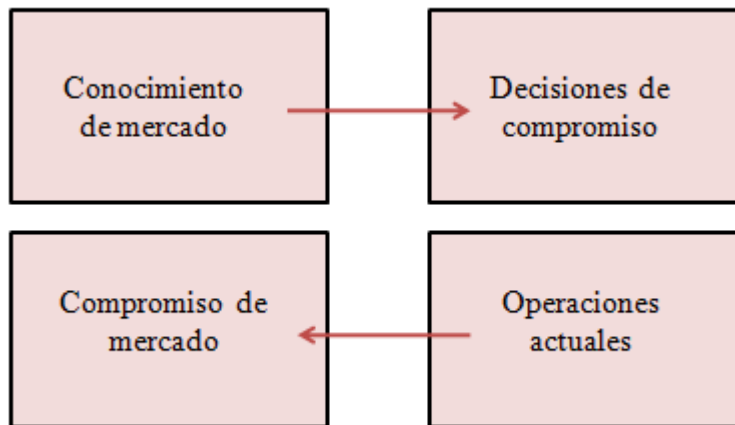 Conocimiento
de mercado
Decisiones de
compromiso
Compromiso de
mercado
Operaciones
actuales